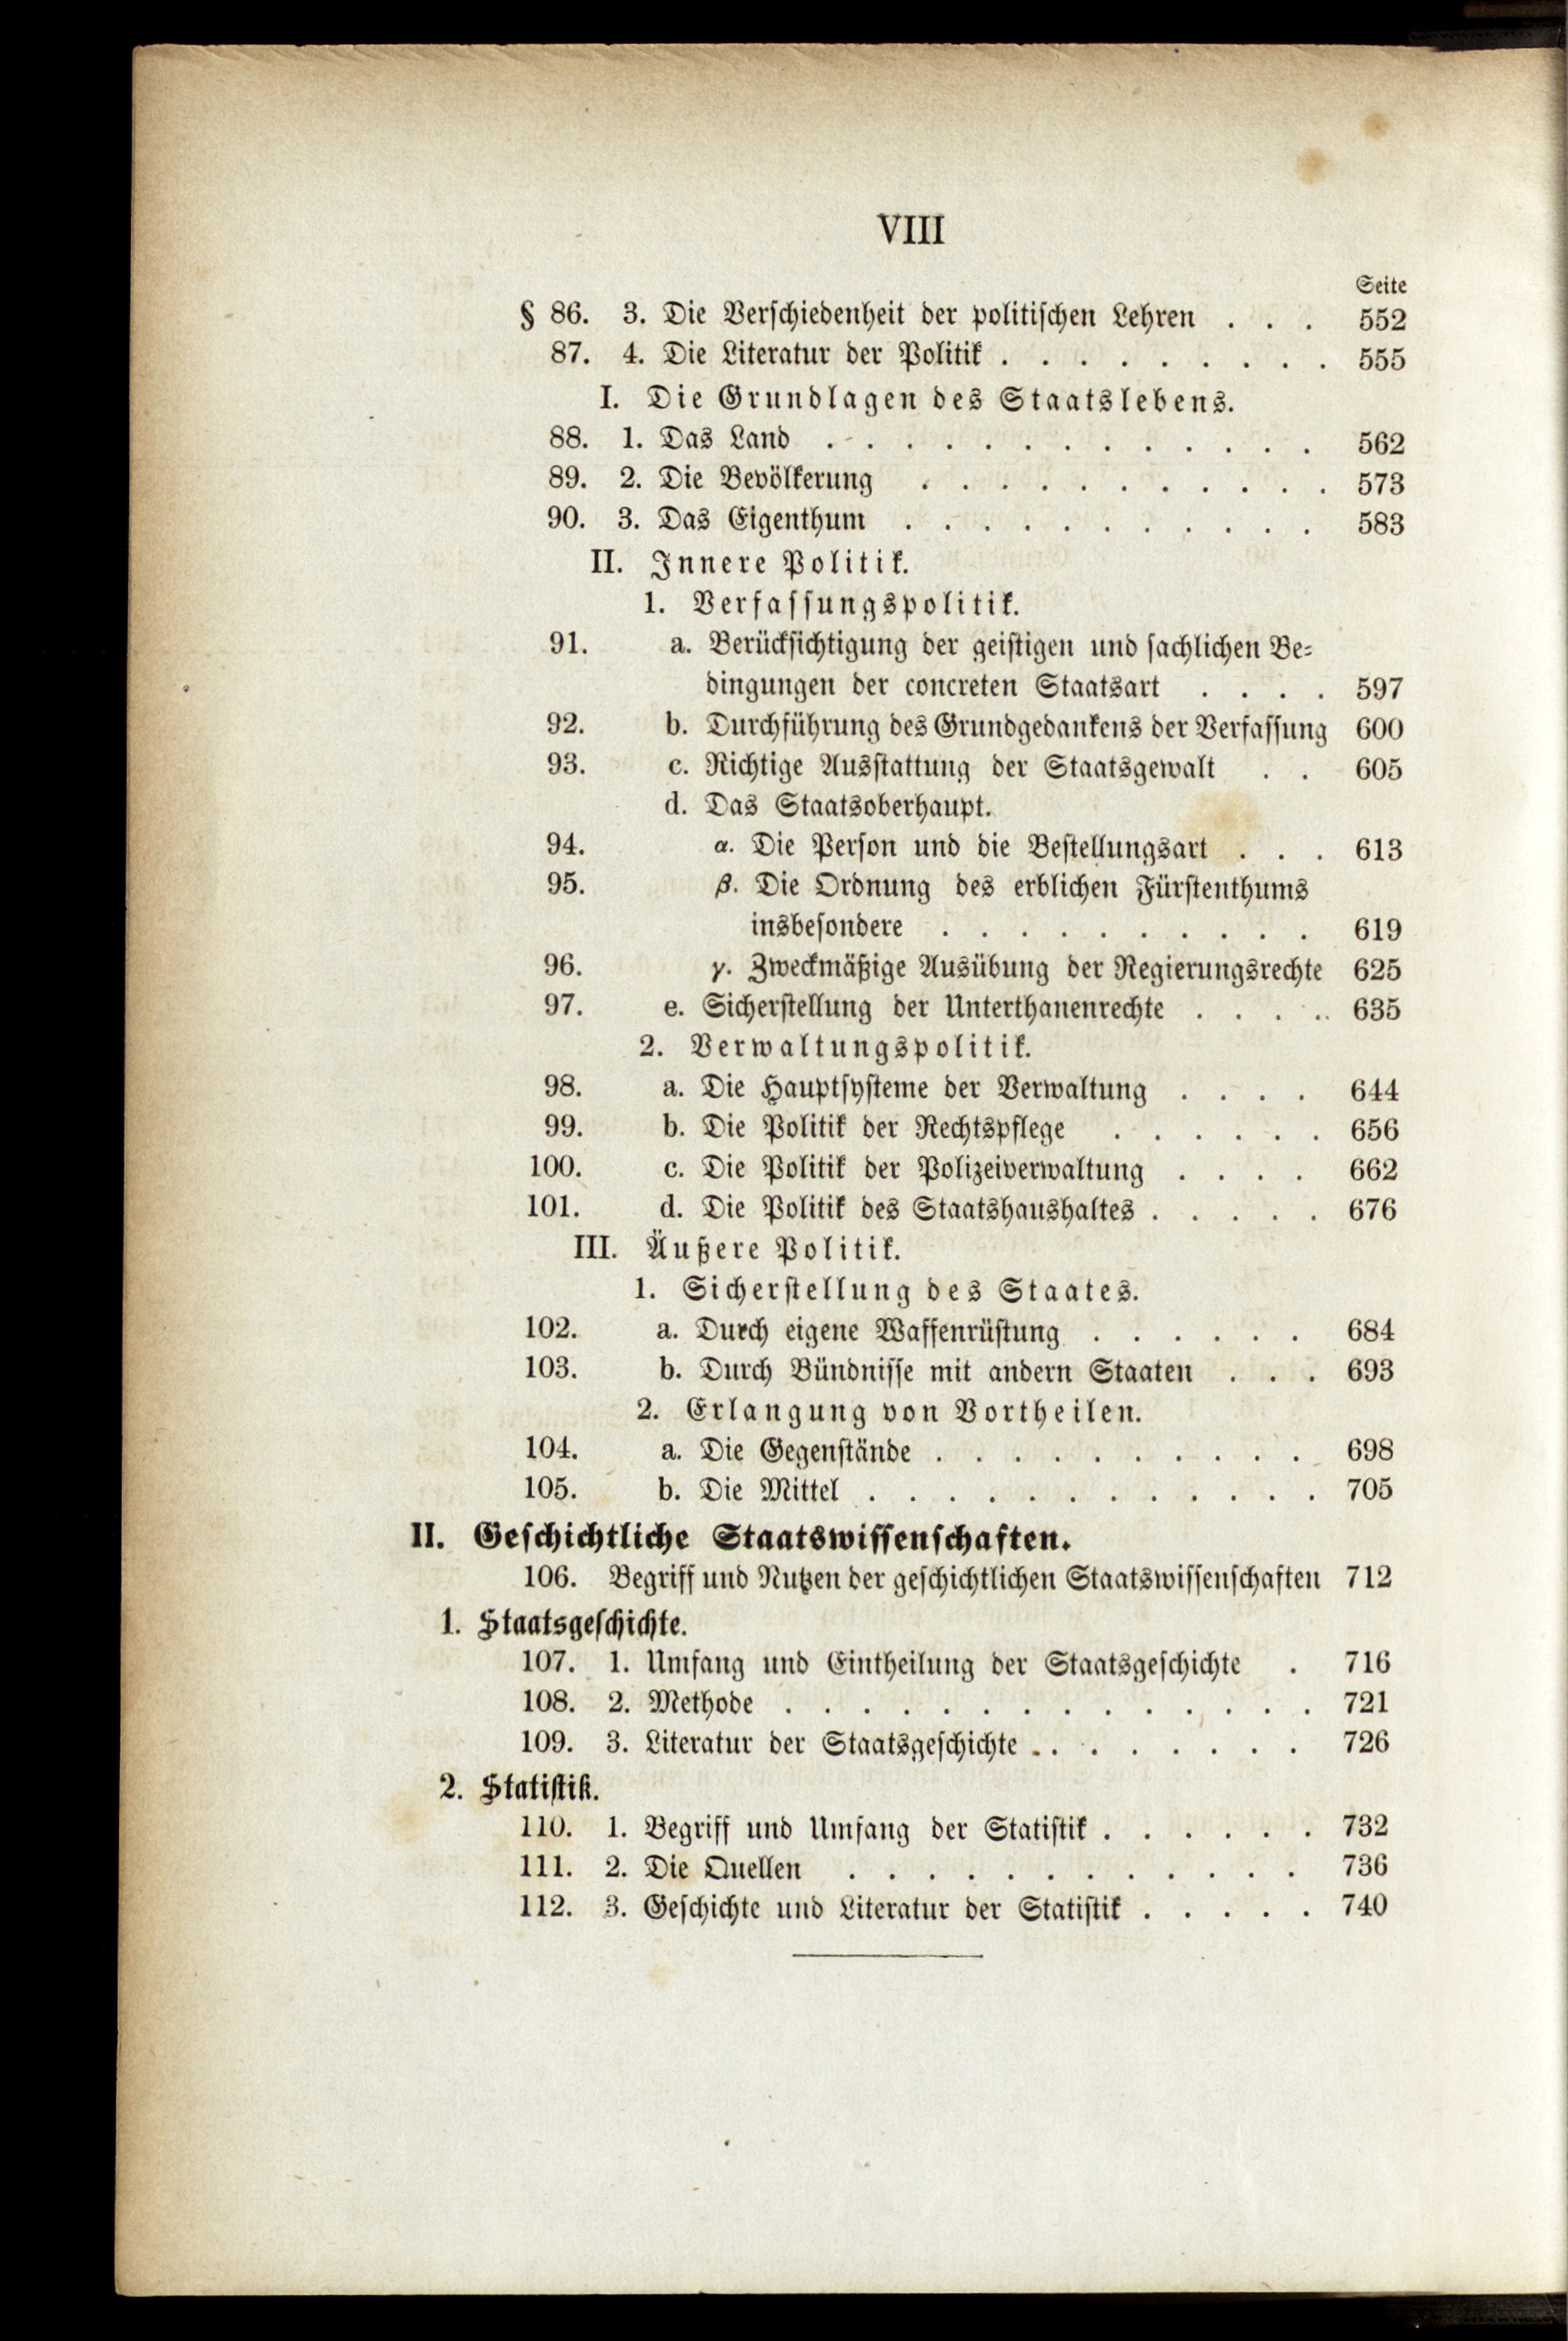 VIII
Seite
§ 86. 3. Die Verschiedenheit der politischen Lehren . . . 552
87. 4. Die Literatur der Politik . . . . . . . . . 555
I. Die Grundlagen des Staatslebens.
88. 1. Das Land . . . . . . . . . . . . . 562
89. 2. Die Bevölkerung . . . . . . . . . . . 573
90. 3. Das Eigenthum . . . . . . . . . . . 583
II. Innere Politik.
1. Verfassungspolitik.
91. a. Berücksichtigung der geistigen und sachlichen Be-
dingungen der concreten Staatsart . . . . 597
92. b. Durchführung des Grundgedankens der Verfassung 600
93. c. Richtige Ausstattung der Staatsgewalt . . 605
d. Das Staatsoberhaupt.
94. α. Die Person und die Bestellungsart . . . 613
95. β. Die Ordnung des erblichen Fürstenthums
insbesondere . . . . . . . . . . 619
96. γ. Zweckmäßige Ausübung der Regierungsrechte 625
97. e. Sicherstellung der Unterthanenrechte . . . . 635
2. Verwaltungspolitik.
98. a. Die Hauptsysteme der Verwaltung . . . . 644
99. b. Die Politik der Rechtspflege . . . . . . 656
100. c. Die Politik der Polizeiverwaltung . . . . 662
101. d. Die Politik des Staatshaushaltes . . . . . 676
III. Äußere Politik.
1. Sicherstellung des Staates.
102. a. Durch eigene Waffenrüstung . . . . . . 684
103. b. Durch Bündnisse mit andern Staaten . . . 693
2. Erlangung von Vortheilen.
104. a. Die Gegenstände . . . . . . . . . . 698
105. b. Die Mittel . . . . . . . . . . . . 705
II. Geschichtliche Staatswissenschaften.
106. Begriff und Nutzen der geschichtlichen Staatswissenschaften 712
1. Staatsgeschichte.
107. 1. Umfang und Eintheilung der Staatsgeschichte . 716
108. 2. Methode . . . . . . . . . . . . . . 721
109. 3. Literatur der Staatsgeschichte . . . . . . . . 726
2. Statistik.
110. 1. Begriff und Umfang der Statistik . . . . . . 732
111. 2. Die Quellen . . . . . . . . . . . . 736
112. 3. Geschichte und Literatur der Statistik . . . . . 740